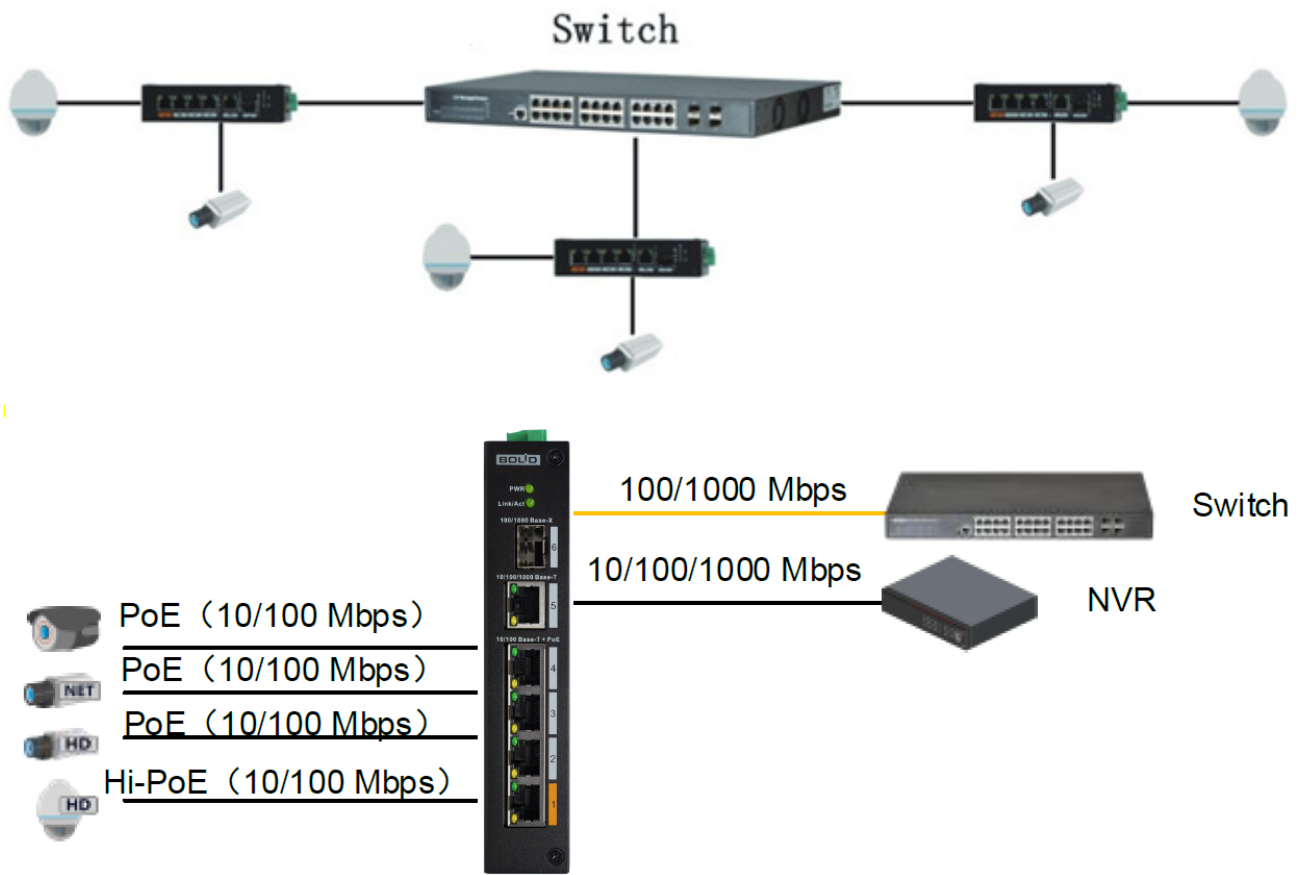 Switch
BOLID
PWR
Link/Act
100/1000 Base-X
6
10/100/1000 Base-T
5
10/100 Base-T + PoE
4
3
2
1
100/1000 Mbps
Switch
10/100/1000 Mbps
NVR
PoE（10/100 Mbps）
NET
PoE（10/100 Mbps）
HD
PoE（10/100 Mbps）
HD
Hi-PoE（10/100 Mbps）